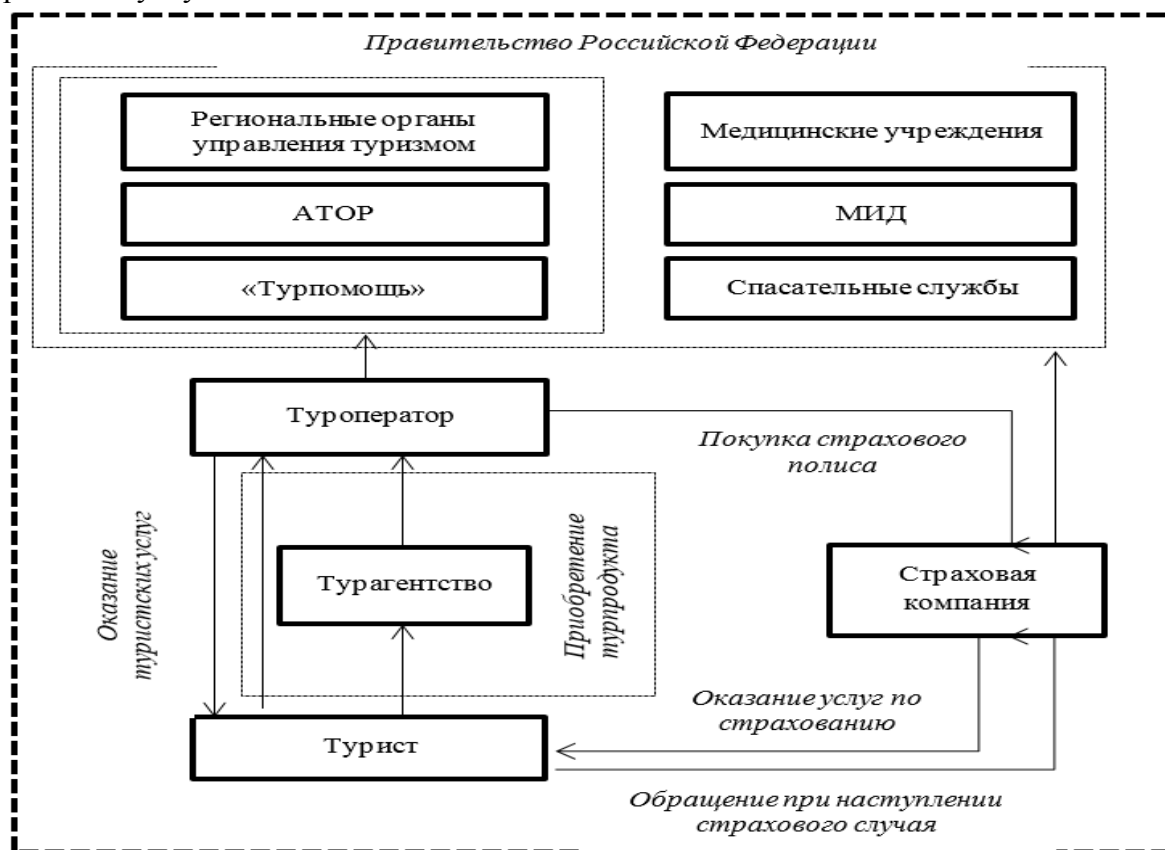 Правительство Российской Федерации
Региональные органы
управления туризмом
АТОР
«Турпомощь»
Медицинские учреждения
МИД
Спасательные службы
Туроператор
Покупка страхового
полиса
Оказание
туристских услуг
Турагентство
Приобретение
турпродукта
Страховая
компания
Оказание услуг по
страхованию
Турист
Обращение при наступлении
страхового случая